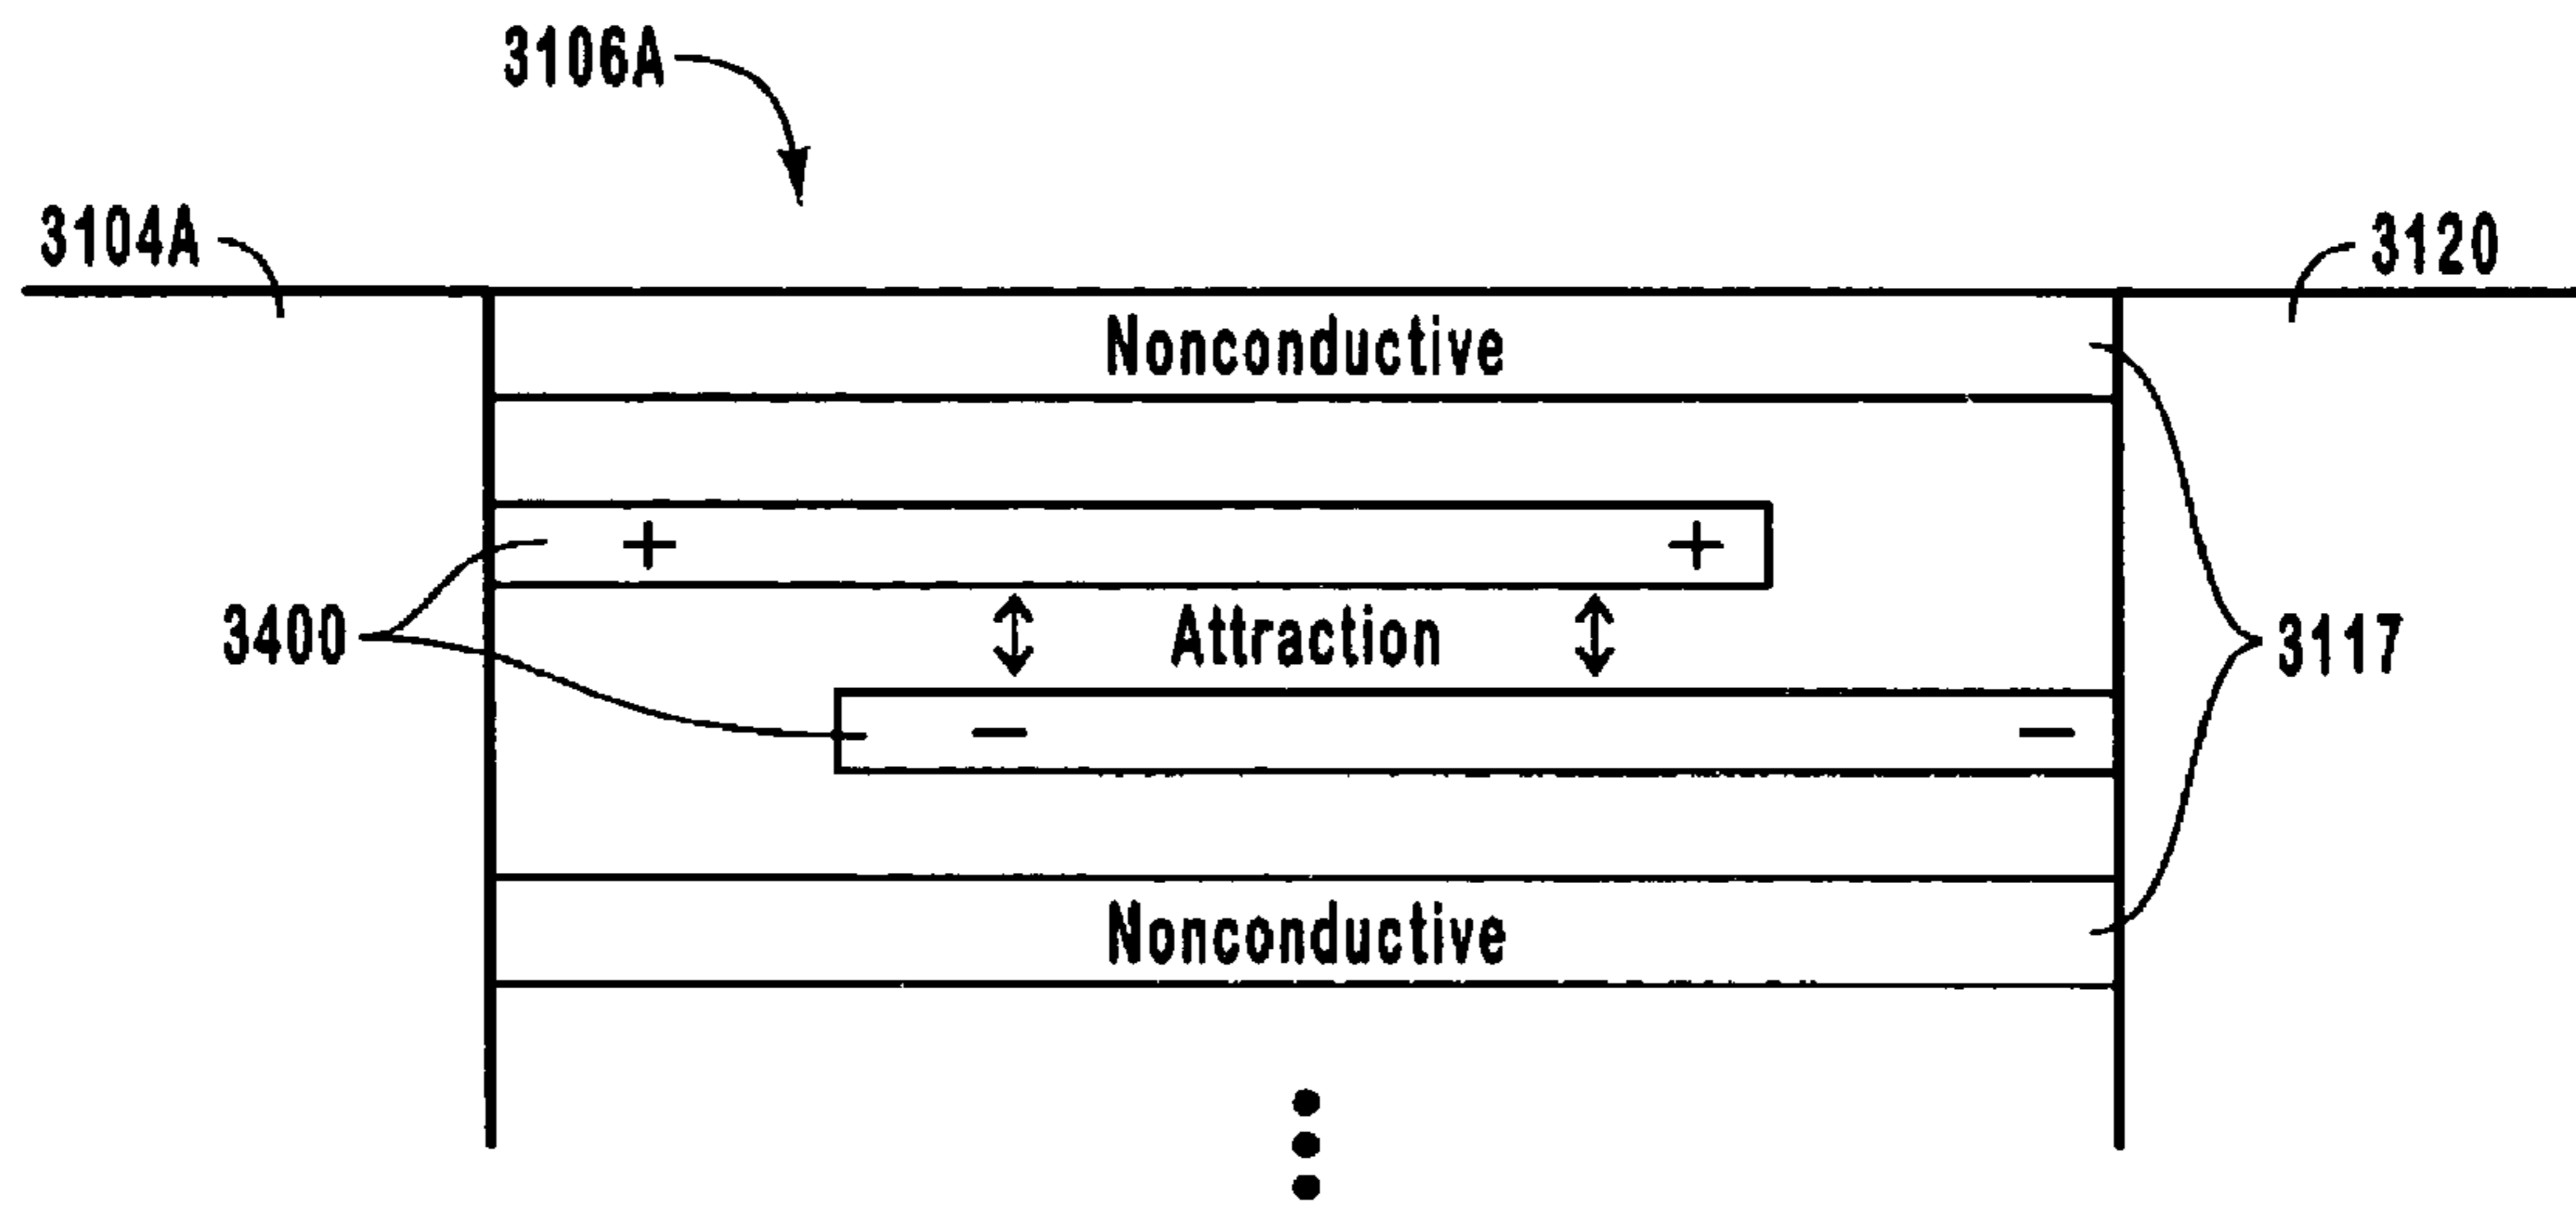 3106A
3104A
3120
Nonconductive
+ +
3400
Attraction
3117
− −
Nonconductive